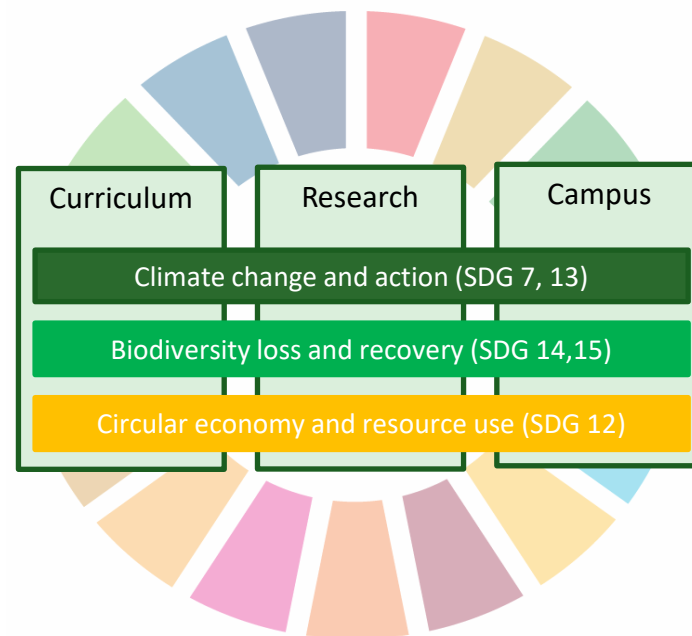 Curriculum
Research
Campus
Climate change and action (SDG 7, 13)
Biodiversity loss and recovery (SDG 14,15)
Circular economy and resource use (SDG 12)